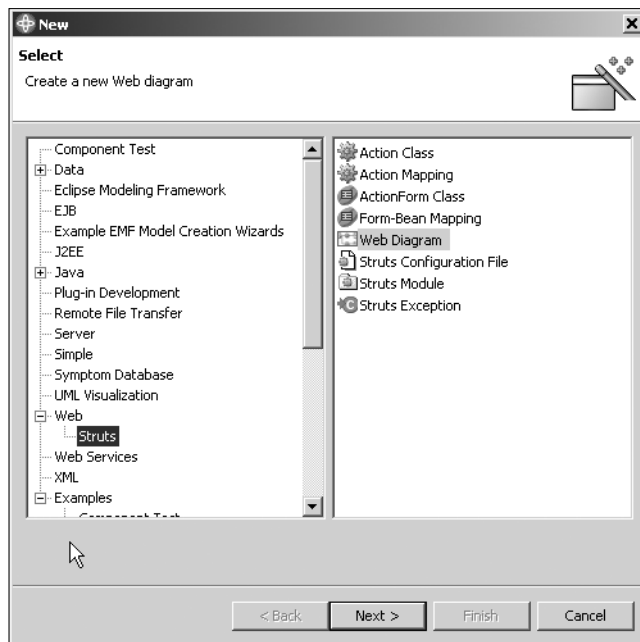 New
Select
Create a new Web diagram
Component Test
Data
Eclipse Modeling Framework
EJB
Example EMF Model Creation Wizards
J2EE
Java
Plug-in Development
Remote File Transfer
Server
Simple
Symptom Database
UML Visualization
Web
Struts
Web Services
XML
Examples
Component Test
Action Class
Action Mapping
ActionForm Class
Form-Bean Mapping
Web Diagram
Struts Configuration File
Struts Module
Struts Exception
< Back
Next >
Finish
Cancel